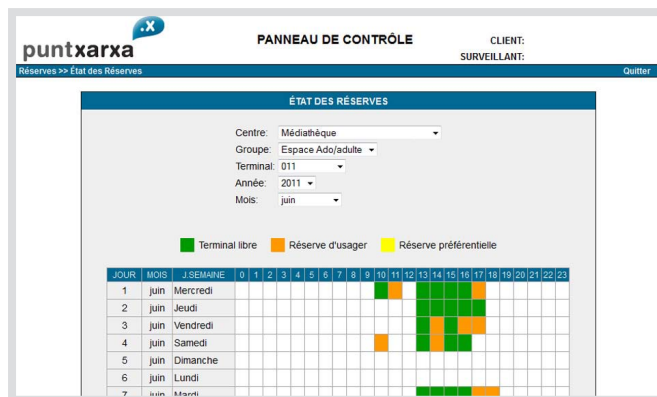 .x
puntxarxa
PANNEAU DE CONTRÔLE
CLIENT:
SURVEILLANT:
Réserves >> État des Réserves
Quitter
ÉTAT DES RÉSERVES
Centre: Médiathèque
Groupe: Espace Ado/adulte
Terminal: 011
Année: 2011
Mois: juin
Terminal libre Réserve d'usager Réserve préférentielle
JOUR MOIS J.SEMAINE 0 1 2 3 4 5 6 7 8 9 10 11 12 13 14 15 16 17 18 19 20 21 22 23
1 juin Mercredi
2 juin Jeudi
3 juin Vendredi
4 juin Samedi
5 juin Dimanche
6 juin Lundi
7 juin Mardi